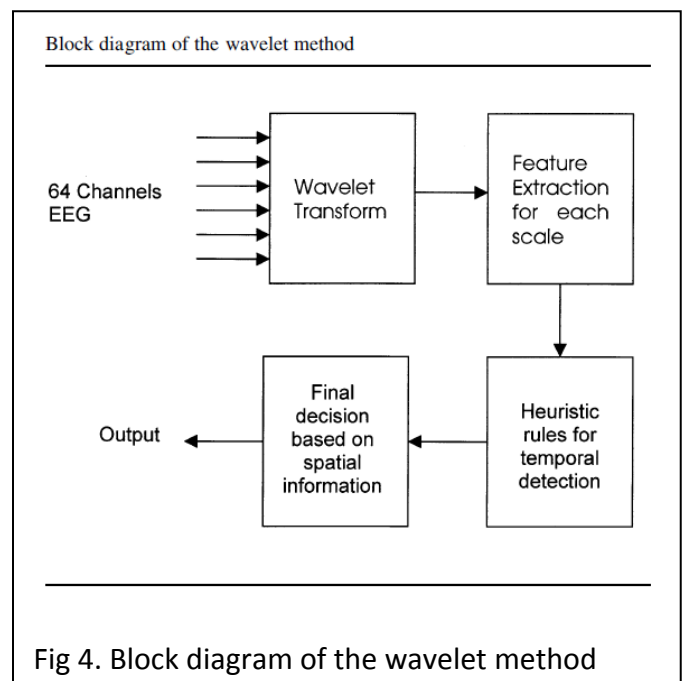 Block diagram of the wavelet method
64 Channels
EEG
Wavelet
Transform
Feature
Extraction
for each
scale
Heuristic
rules for
temporal
detection
Final
decision
based on
spatial
information
Output
Fig 4. Block diagram of the wavelet method